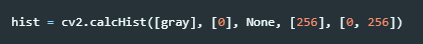 hist = cv2.calcHist([gray], [0], None, [256], [0, 256])